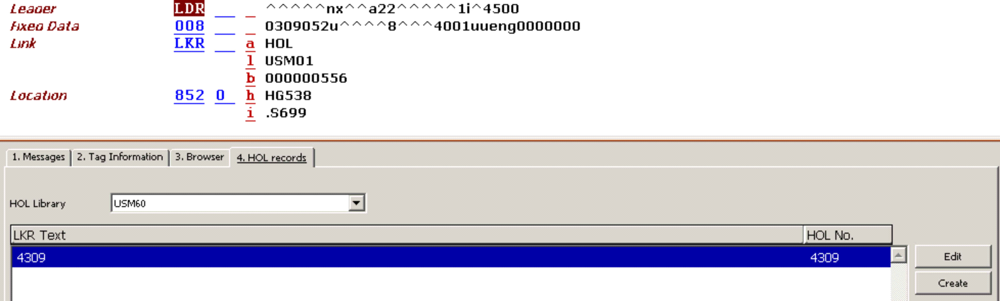 Leader LDR ^^^^^nx^^a22^^^^^1i^4500
Fixed Data 008 0309052u^^^^8^^^4001uueng0000000
Link LKR a HOL
l USM01
b 000000556
Location 852 0 h HG538
i .S699
1. Messages 2. Tag Information 3. Browser 4. HOL records
HOL Library USM60
LKR Text HOL No.
4309 4309
Edit
Create